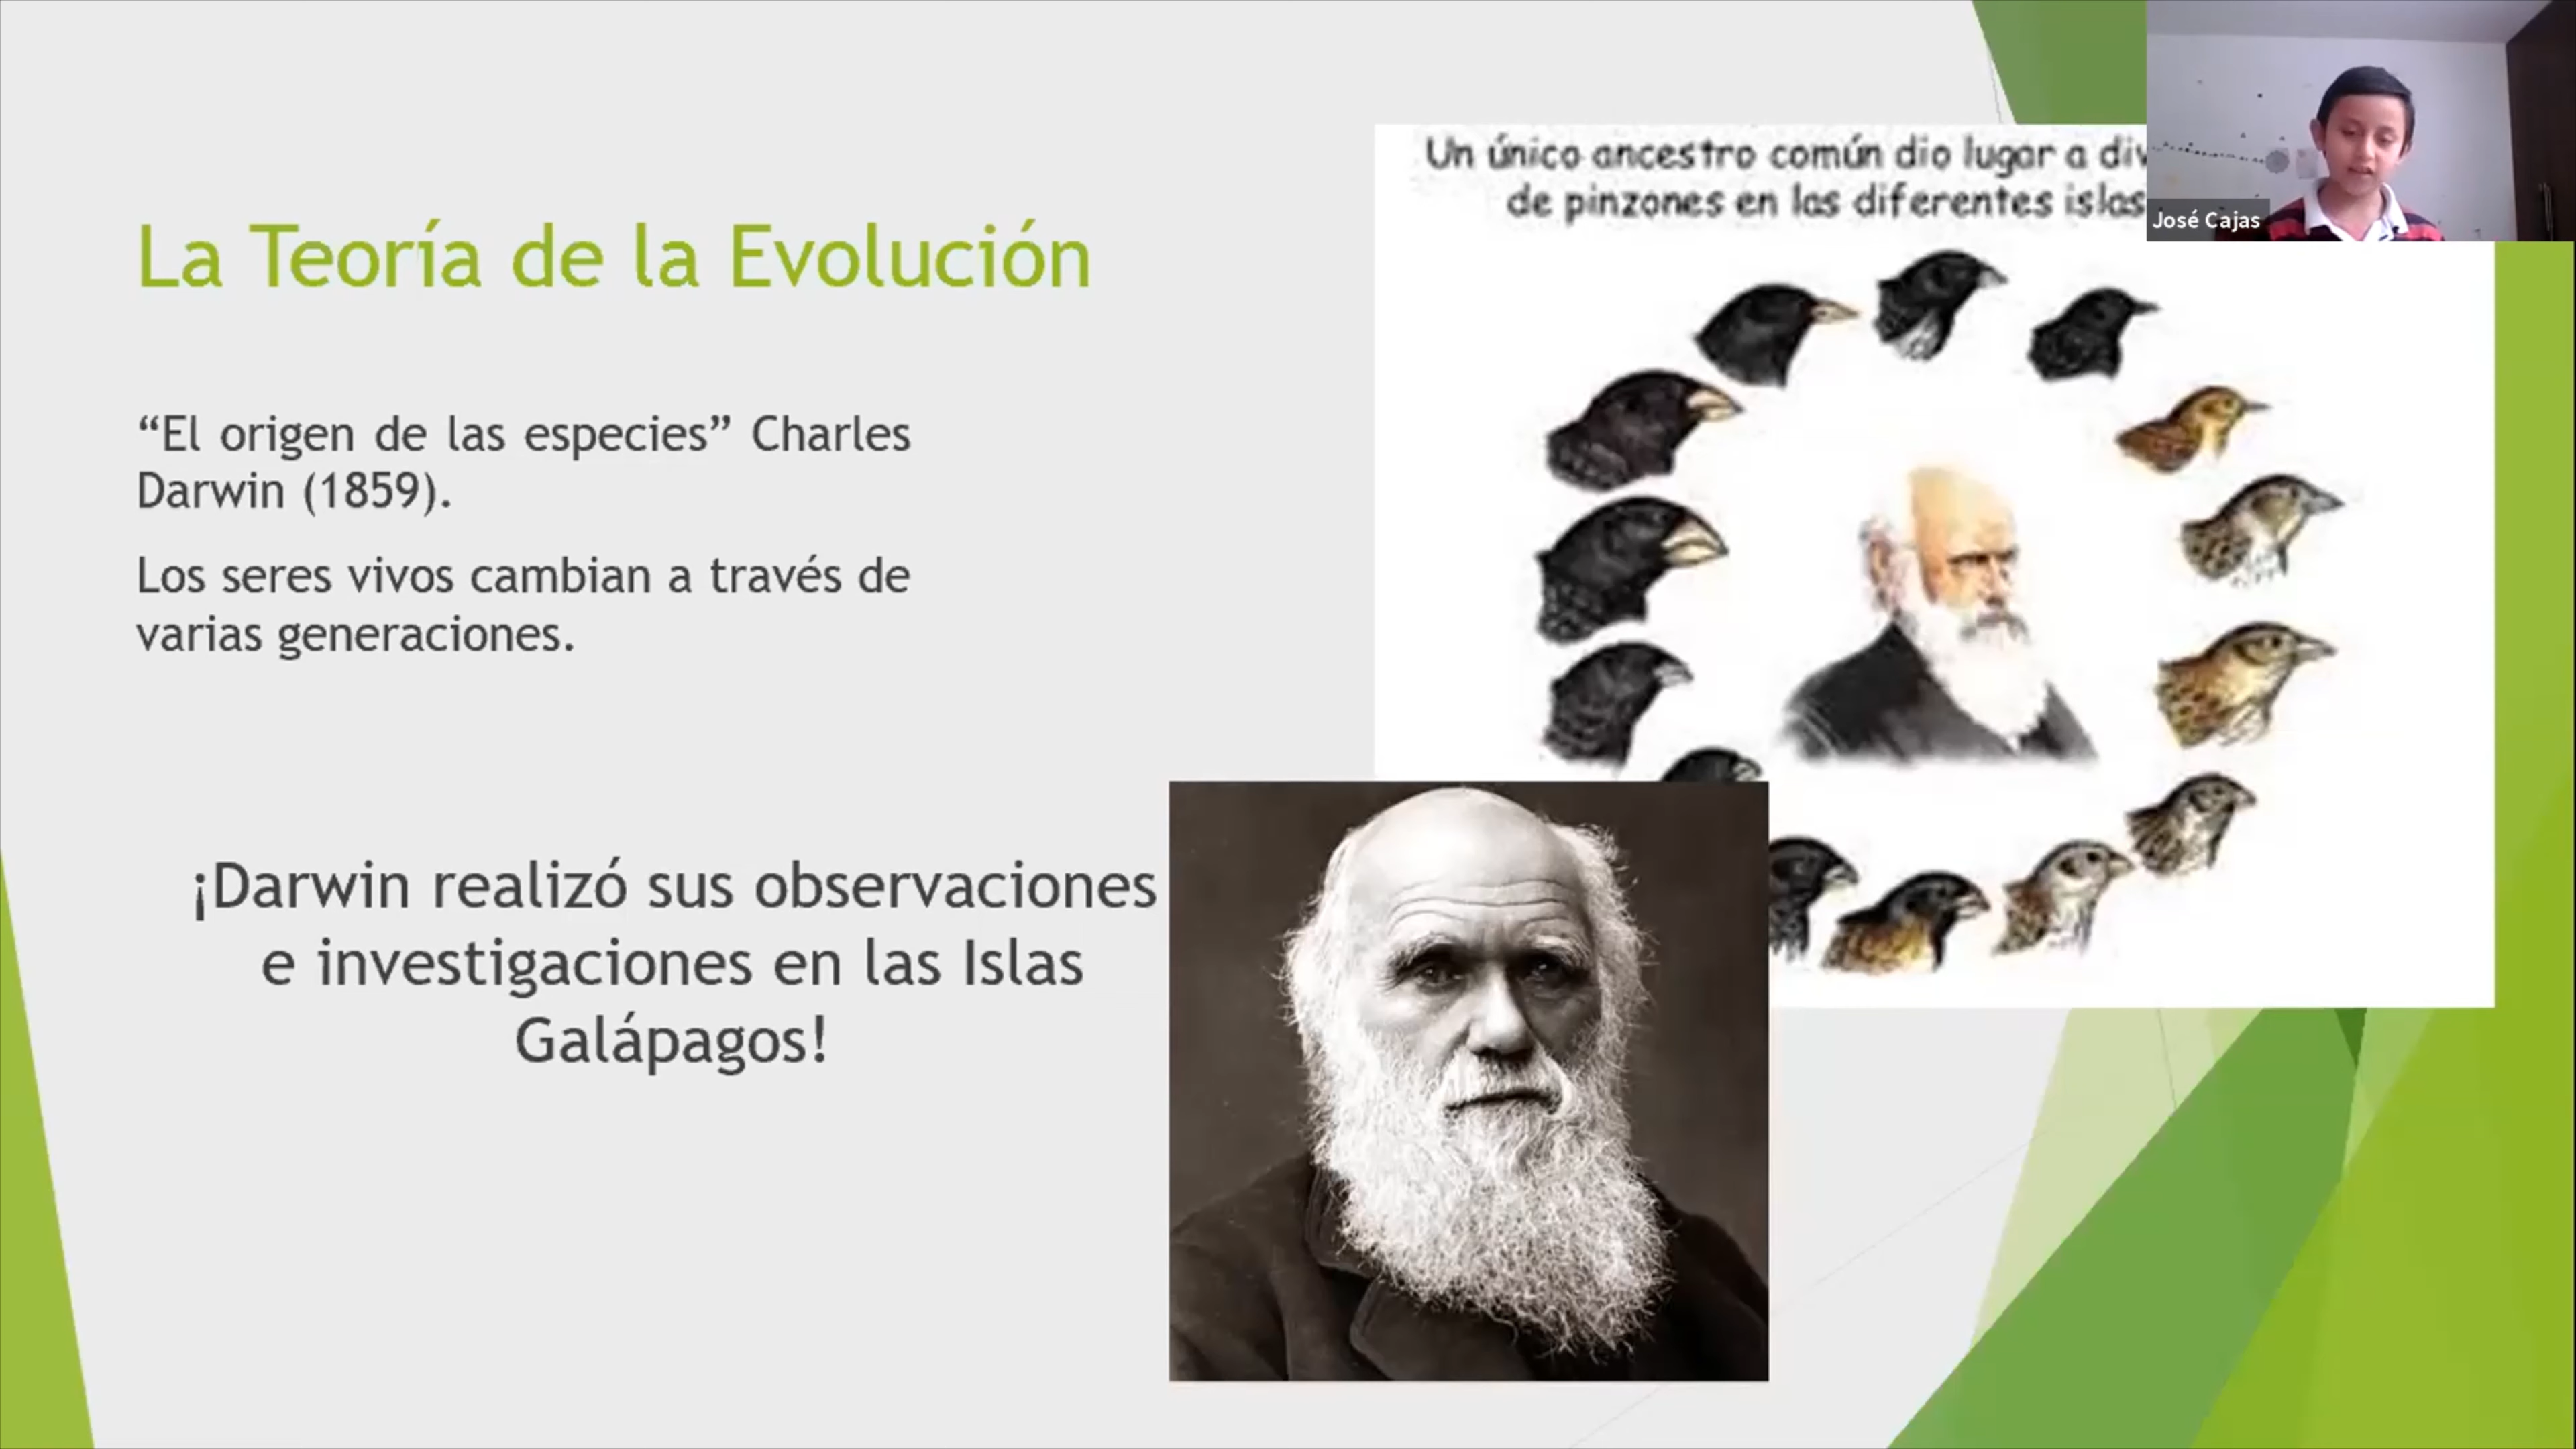 La Teoría de la Evolución
“El origen de las especies” Charles
Darwin (1859).
Los seres vivos cambian a través de
varias generaciones.
¡Darwin realizó sus observaciones
e investigaciones en las Islas
Galápagos!
Un único ancestro común dio lugar a
de pinzones en las diferentes islas
José Cajas